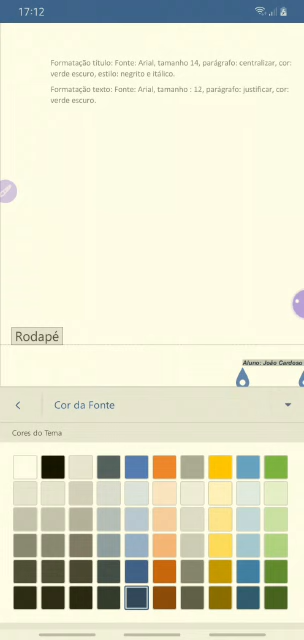 17:12
Formatação título: Fonte: Arial, tamanho 14, parágrafo: centralizar, cor:
verde escuro, estilo: negrito e itálico.
Formatação texto: Fonte: Arial, tamanho : 12, parágrafo: justificar, cor:
verde escuro.
Rodapé
Aluno: João Cardoso
Cor da Fonte
Cores do Tema